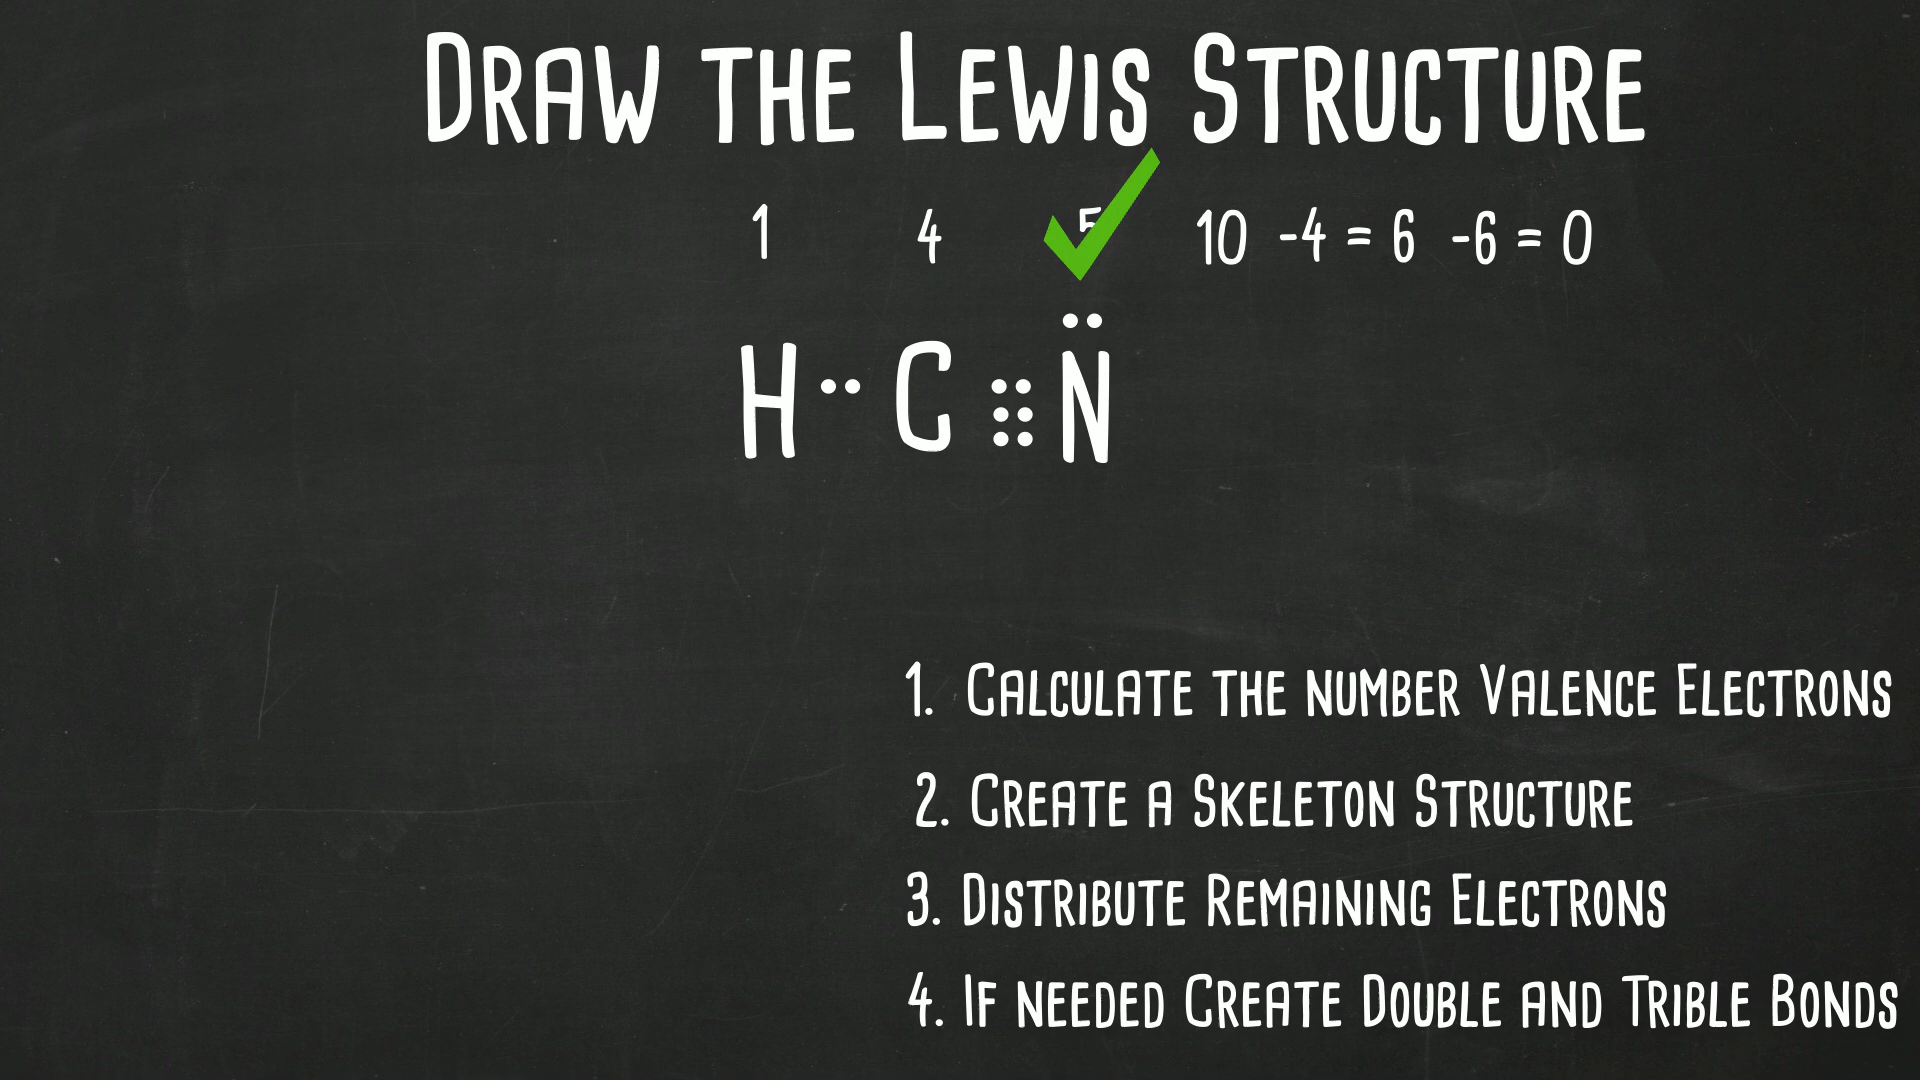 Draw the Lewis Structure
1 4 5 10 -4 = 6 -6 = 0
H C N
1. Calculate the number Valence Electrons
2. Create a Skeleton Structure
3. Distribute Remaining Electrons
4. If needed Create Double and Trible Bonds